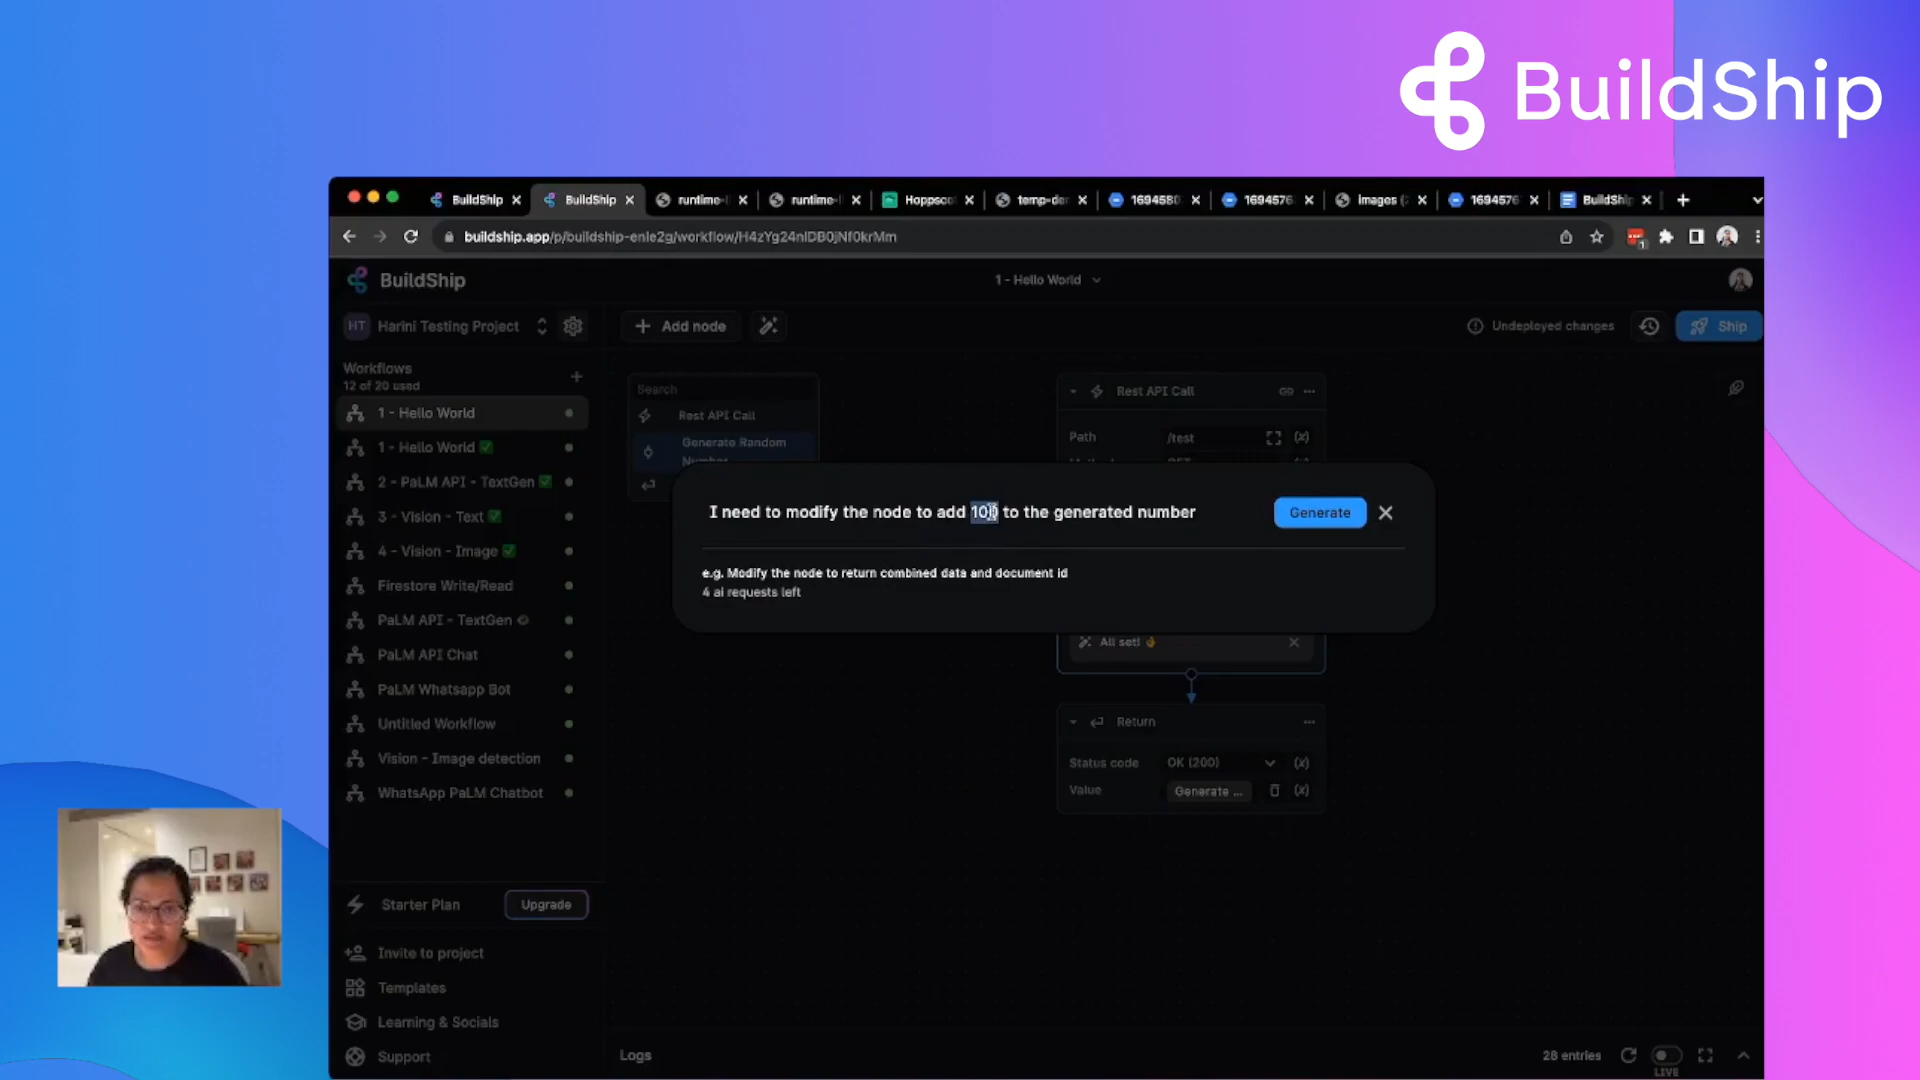 BuildShip
BuildShip
BuildShip
runtime-
runtime-
Hoppsco
temp-der
1694580
1694576
images (
1694576
BuildShip
buildship.app/p/buildship-enle2g/workflow/H4zYg24nlDB0jNf0krMm
BuildShip
1 - Hello World
HT
Harini Testing Project
Add node
Undeployed changes
Ship
Workflows
12 of 20 used
1 - Hello World
1 - Hello World
2 - PaLM API - TextGen
3 - Vision - Text
4 - Vision - Image
Firestore Write/Read
PaLM API - TextGen
PaLM API Chat
PaLM Whatsapp Bot
Untitled Workflow
Vision - Image detection
WhatsApp PaLM Chatbot
Starter Plan
Upgrade
Invite to project
Templates
Learning & Socials
Support
Search
Rest API Call
Generate Random
Number
Rest API Call
Path
/test
(x)
I need to modify the node to add 100 to the generated number
Generate
e.g. Modify the node to return combined data and document id
4 ai requests left
All set!
Return
Status code
OK (200)
(x)
Value
Generate ...
(x)
Logs
28 entries
LIVE